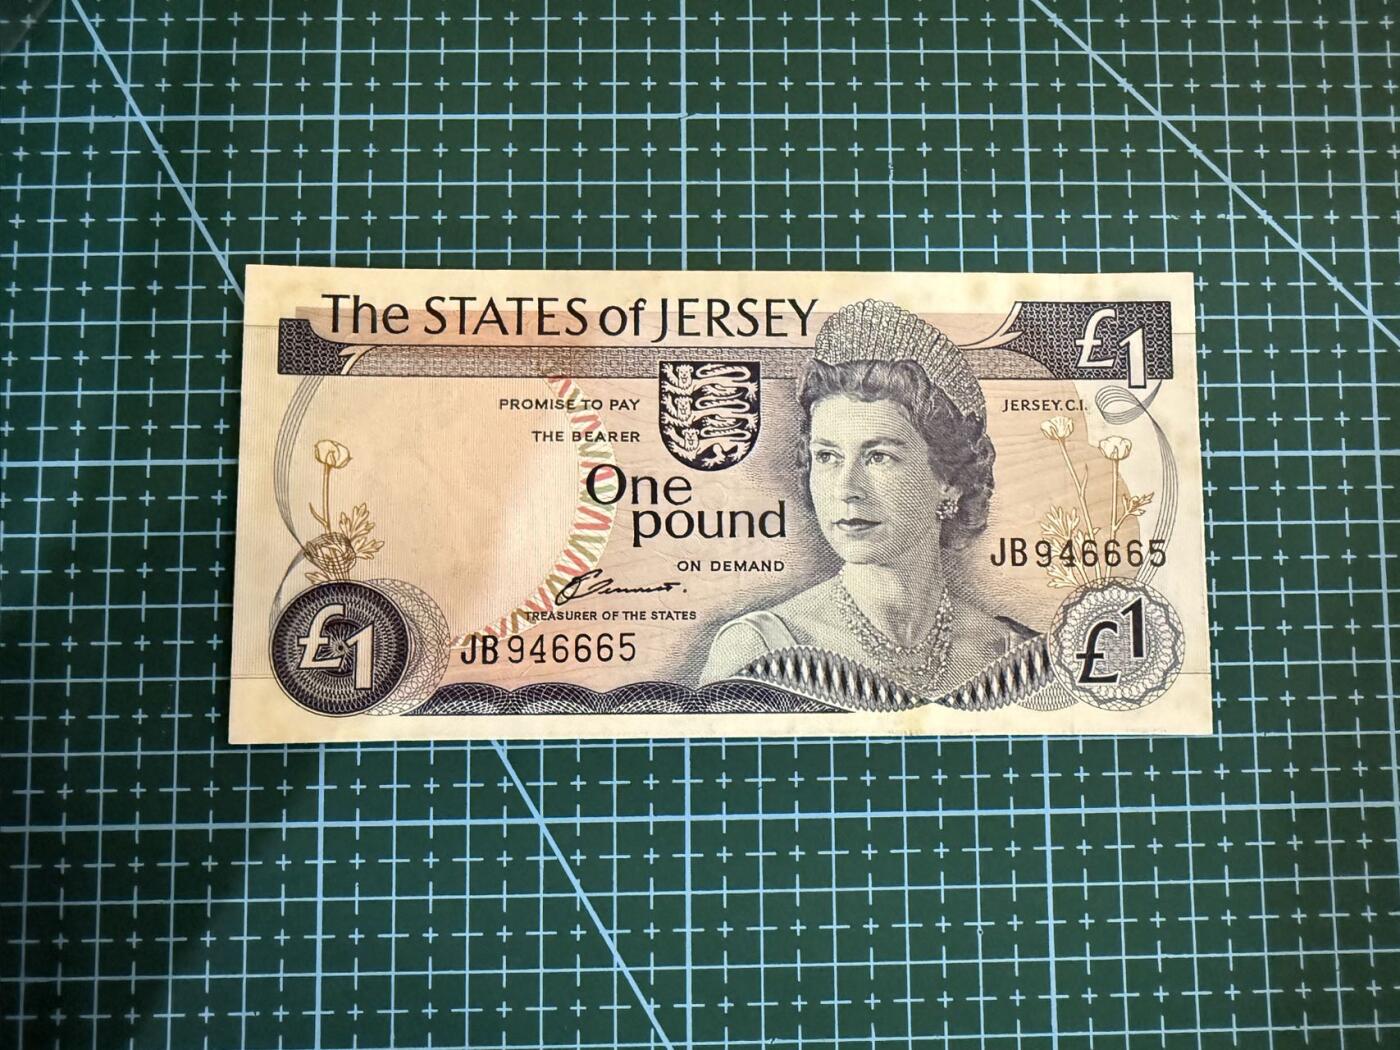 The STATES of JERSEY
£1
PROMISE TO PAY
JERSEY.C.I.
THE BEARER
One
pound
JB946665
ON DEMAND
TREASURER OF THE STATES
£1
JB946665
£1